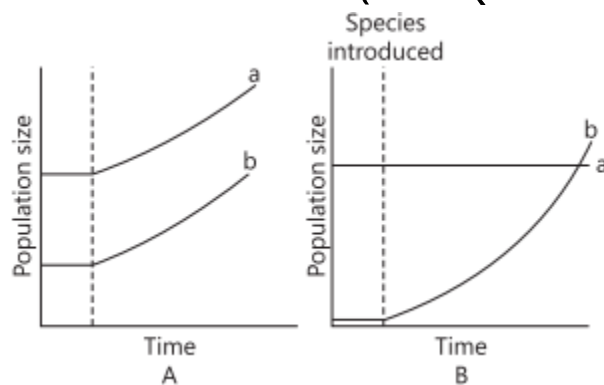 Species
introduced
Population size
a
b
Time
A
Population size
b
a
Time
B